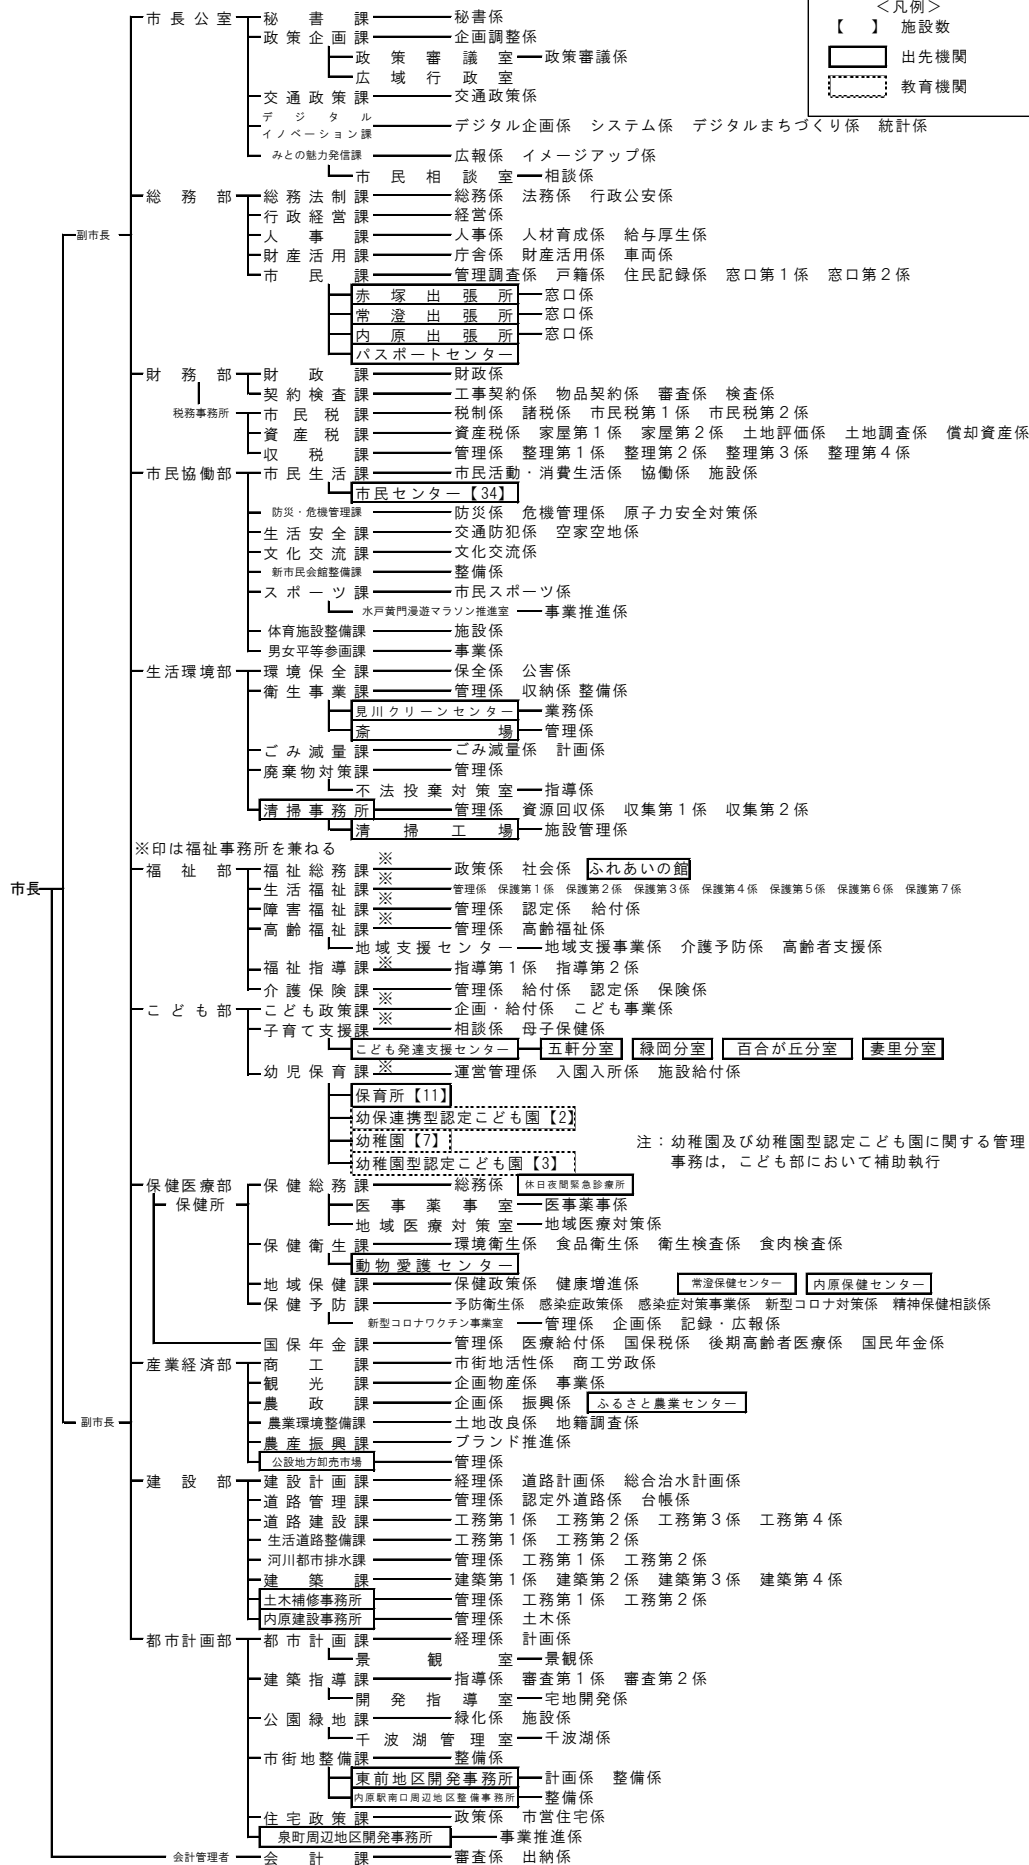 ＜凡例＞
【　】 施設数
出先機関
教育機関
市長公室 秘書課 秘書係
政策企画課 企画調整係
政策審議室 政策審議係
広域行政室
交通政策課 交通政策係
デジタル
イノベーション課 デジタル企画係 システム係 デジタルまちづくり係 統計係
みとの魅力発信課 広報係 イメージアップ係
市民相談室 相談係
総務部 総務法制課 総務係 法務係 行政公安係
行政経営課 経営係
副市長 人事課 人事係 人材育成係 給与厚生係
財産活用課 庁舎係 財産活用係 車両係
市民課 管理調査係 戸籍係 住民記録係 窓口第１係 窓口第２係
赤塚出張所 窓口係
常澄出張所 窓口係
内原出張所 窓口係
パスポートセンター
財務部 財政課 財政係
契約検査課 工事契約係 物品契約係 審査係 検査係
税務事務所 市民税課 税制係 諸税係 市民税第１係 市民税第２係
資産税課 資産税係 家屋第１係 家屋第２係 土地評価係 土地調査係 償却資産係
収税課 管理係 整理第１係 整理第２係 整理第３係 整理第４係
市民協働部 市民生活課 市民活動・消費生活係 協働係 施設係
市民センター【34】
防災・危機管理課 防災係 危機管理係 原子力安全対策係
生活安全課 交通防犯係 空家空地係
文化交流課 文化交流係
新市民会館整備課 整備係
スポーツ課 市民スポーツ係
水戸黄門漫遊マラソン推進室 事業推進係
体育施設整備課 施設係
男女平等参画課 事業係
生活環境部 環境保全課 保全係 公害係
衛生事業課 管理係 収納係 整備係
見川クリーンセンター 業務係
斎場 管理係
ごみ減量課 ごみ減量係 計画係
廃棄物対策課 管理係
不法投棄対策室 指導係
清掃事務所 管理係 資源回収係 収集第１係 収集第２係
清掃工場 施設管理係
※印は福祉事務所を兼ねる
福祉部 福祉総務課 ※ 政策係 社会係 ふれあいの館
市長 生活福祉課 ※ 管理係 保護第１係 保護第２係 保護第３係 保護第４係 保護第５係 保護第６係 保護第７係
障害福祉課 ※ 管理係 認定係 給付係
高齢福祉課 ※ 管理係 高齢福祉係
地域支援センター 地域支援事業係 介護予防係 高齢者支援係
福祉指導課 ※ 指導第１係 指導第２係
介護保険課 管理係 給付係 認定係 保険係
こども部 こども政策課 ※ 企画・給付係 こども事業係
子育て支援課 ※ 相談係 母子保健係
こども発達支援センター 五軒分室 緑岡分室 百合が丘分室 妻里分室
幼児保育課 ※ 運営管理係 入園入所係 施設給付係
保育所【11】
幼保連携型認定こども園【2】
幼稚園【7】
幼稚園型認定こども園【3】
注：幼稚園及び幼稚園型認定こども園に関する管理
事務は，こども部において補助執行
保健医療部 保健総務課 総務係 休日夜間緊急診療所
保健所 医事薬事室 医事薬事係
地域医療対策室 地域医療対策係
保健衛生課 環境衛生係 食品衛生係 衛生検査係 食肉検査係
動物愛護センター
地域保健課 保健政策係 健康増進係 常澄保健センター 内原保健センター
保健予防課 予防衛生係 感染症政策係 感染症対策事業係 新型コロナ対策係 精神保健相談係
新型コロナワクチン事業室 管理係 企画係 記録・広報係
国保年金課 管理係 医療給付係 国保税係 後期高齢者医療係 国民年金係
産業経済部 商工課 市街地活性係 商工労政係
観光課 企画物産係 事業係
農政課 企画係 振興係 ふるさと農業センター
副市長 農業環境整備課 土地改良係 地籍調査係
農産振興課 ブランド推進係
公設地方卸売市場 管理係
建設部 建設計画課 経理係 道路計画係 総合治水計画係
道路管理課 管理係 認定外道路係 台帳係
道路建設課 工務第１係 工務第２係 工務第３係 工務第４係
生活道路整備課 工務第１係 工務第２係
河川都市排水課 管理係 工務第１係 工務第２係
建築課 建築第１係 建築第２係 建築第３係 建築第４係
土木補修事務所 管理係 工務第１係 工務第２係
内原建設事務所 管理係 土木係
都市計画部 都市計画課 経理係 計画係
景観室 景観係
建築指導課 指導係 審査第１係 審査第２係
開発指導室 宅地開発係
公園緑地課 緑化係 施設係
千波湖管理室 千波湖係
市街地整備課 整備係
東前地区開発事務所 計画係 整備係
内原駅南口周辺地区整備事務所 整備係
住宅政策課 政策係 市営住宅係
泉町周辺地区開発事務所 事業推進係
会計管理者 会計課 審査係 出納係